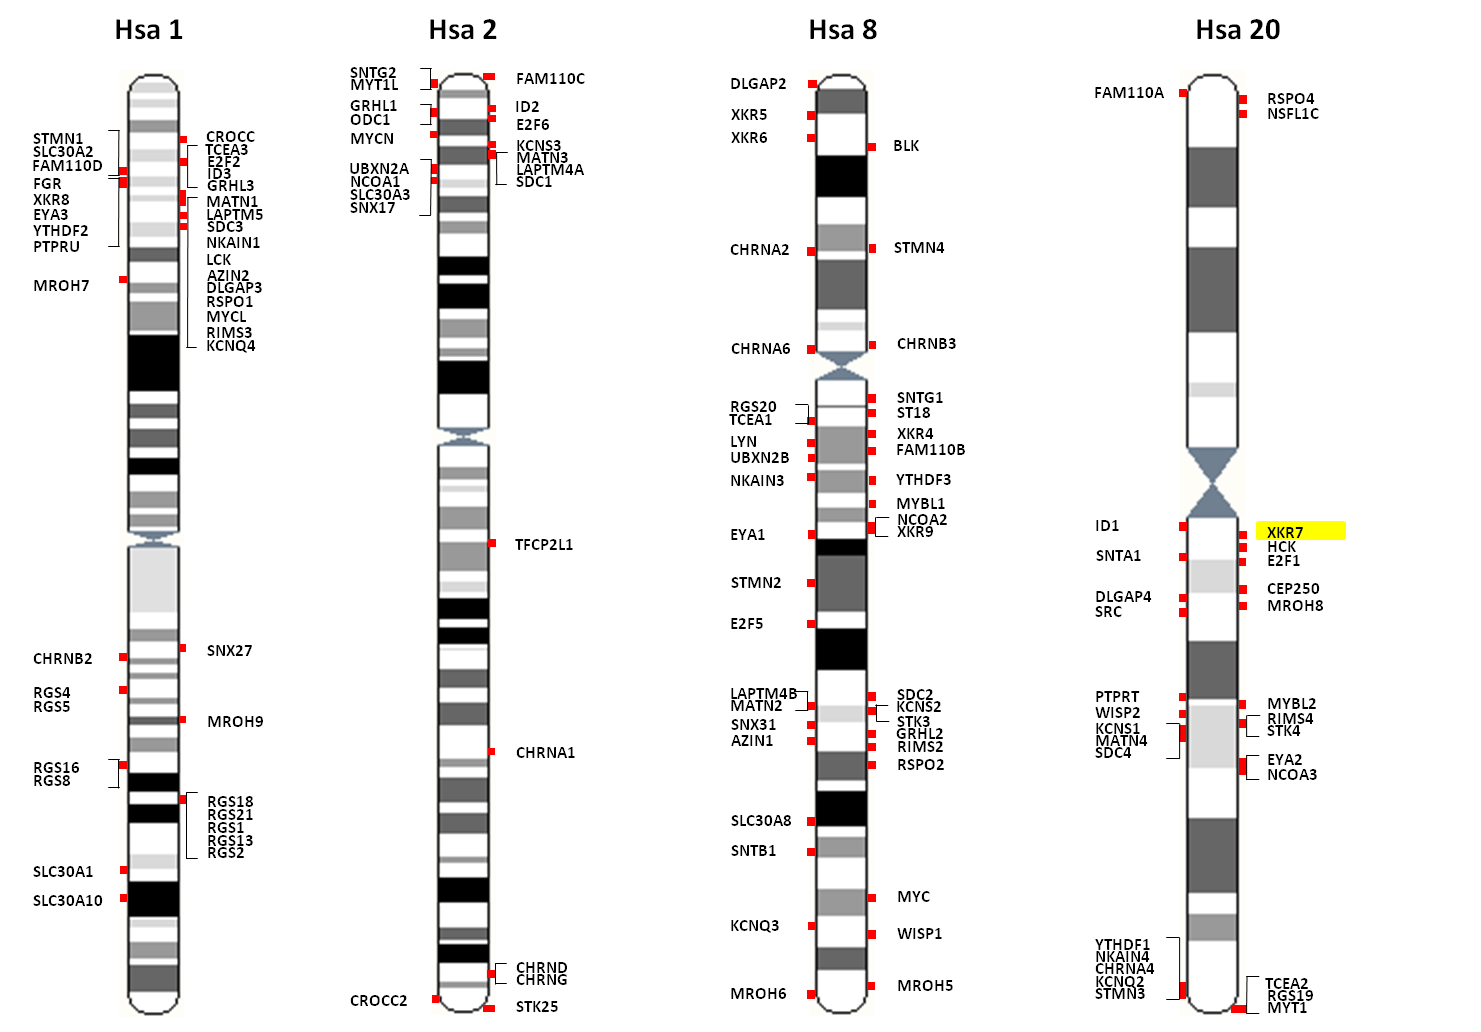 Hsa 1
STMN1
SLC30A2
FAM110D
FGR
XKR8
EYA3
YTHDF2
PTPRU
MROH7
CHRNB2
RGS4
RGS5
RGS16
RGS8
SLC30A1
SLC30A10
CROCC
TCEA3
E2F2
ID3
GRHL3
MATN1
LAPTM5
SDC3
NKAIN1
LCK
AZIN2
DLGAP3
RSPO1
MYCL
RIMS3
KCNQ4
SNX27
MROH9
RGS18
RGS21
RGS1
RGS13
RGS2
Hsa 2
SNTG2
MYT1L
GRHL1
ODC1
MYCN
UBXN2A
NCOA1
SLC30A3
SNX17
CROCC2
FAM110C
ID2
E2F6
KCNS3
MATN3
LAPTM4A
SDC1
TFCP2L1
CHRNA1
CHRND
CHRNG
STK25
Hsa 8
DLGAP2
XKR5
XKR6
CHRNA2
CHRNA6
RGS20
TCEA1
LYN
UBXN2B
NKAIN3
EYA1
STMN2
E2F5
LAPTM4B
MATN2
SNX31
AZIN1
SLC30A8
SNTB1
KCNQ3
MROH6
BLK
STMN4
CHRNB3
SNTG1
ST18
XKR4
FAM110B
YTHDF3
MYBL1
NCOA2
XKR9
SDC2
KCNS2
STK3
GRHL2
RIMS2
RSPO2
MYC
WISP1
MROH5
Hsa 20
FAM110A
ID1
SNTA1
DLGAP4
SRC
PTPRT
WISP2
KCNS1
MATN4
SDC4
YTHDF1
NKAIN4
CHRNA4
KCNQ2
STMN3
RSPO4
NSFL1C
XKR7
HCK
E2F1
CEP250
MROH8
MYBL2
RIMS4
STK4
EYA2
NCOA3
TCEA2
RGS19
MYT1